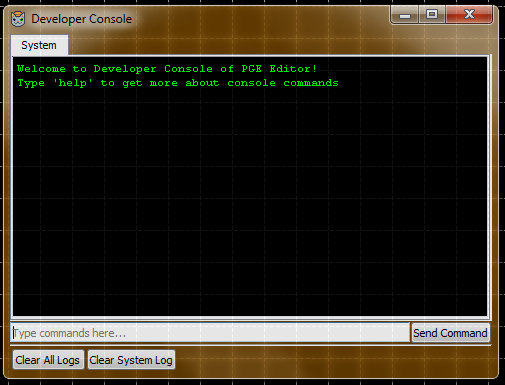 Developer Console
System
Welcome to Developer Console of PGE Editor!
Type 'help' to get more about console commands
Type commands here...
Send Command
Clear All Logs
Clear System Log